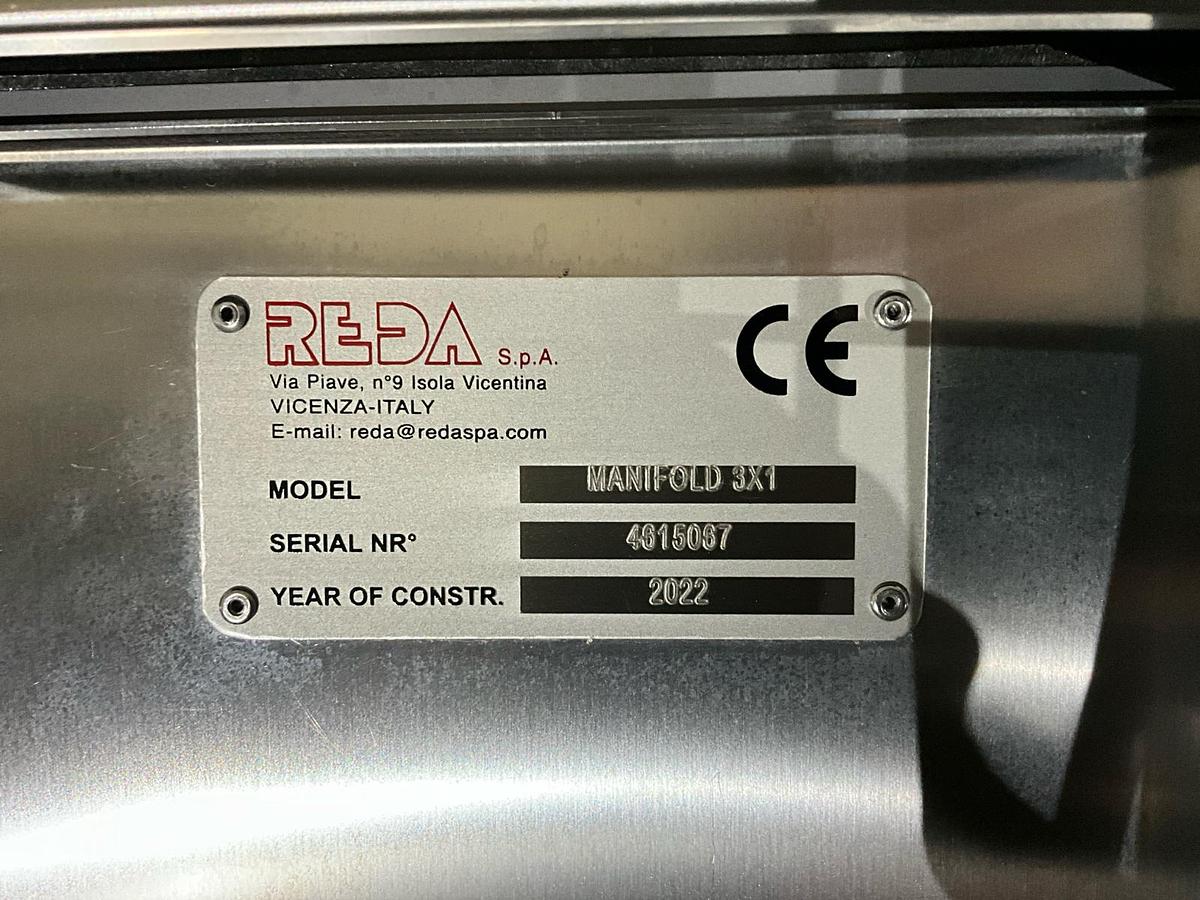 REDA S.p.A.
Via Piave, n°9 Isola Vicentina
VICENZA-ITALY
E-mail: reda@redaspa.com
CE
MODEL MANIFOLD 3X1
SERIAL NR° 4615067
YEAR OF CONSTR. 2022